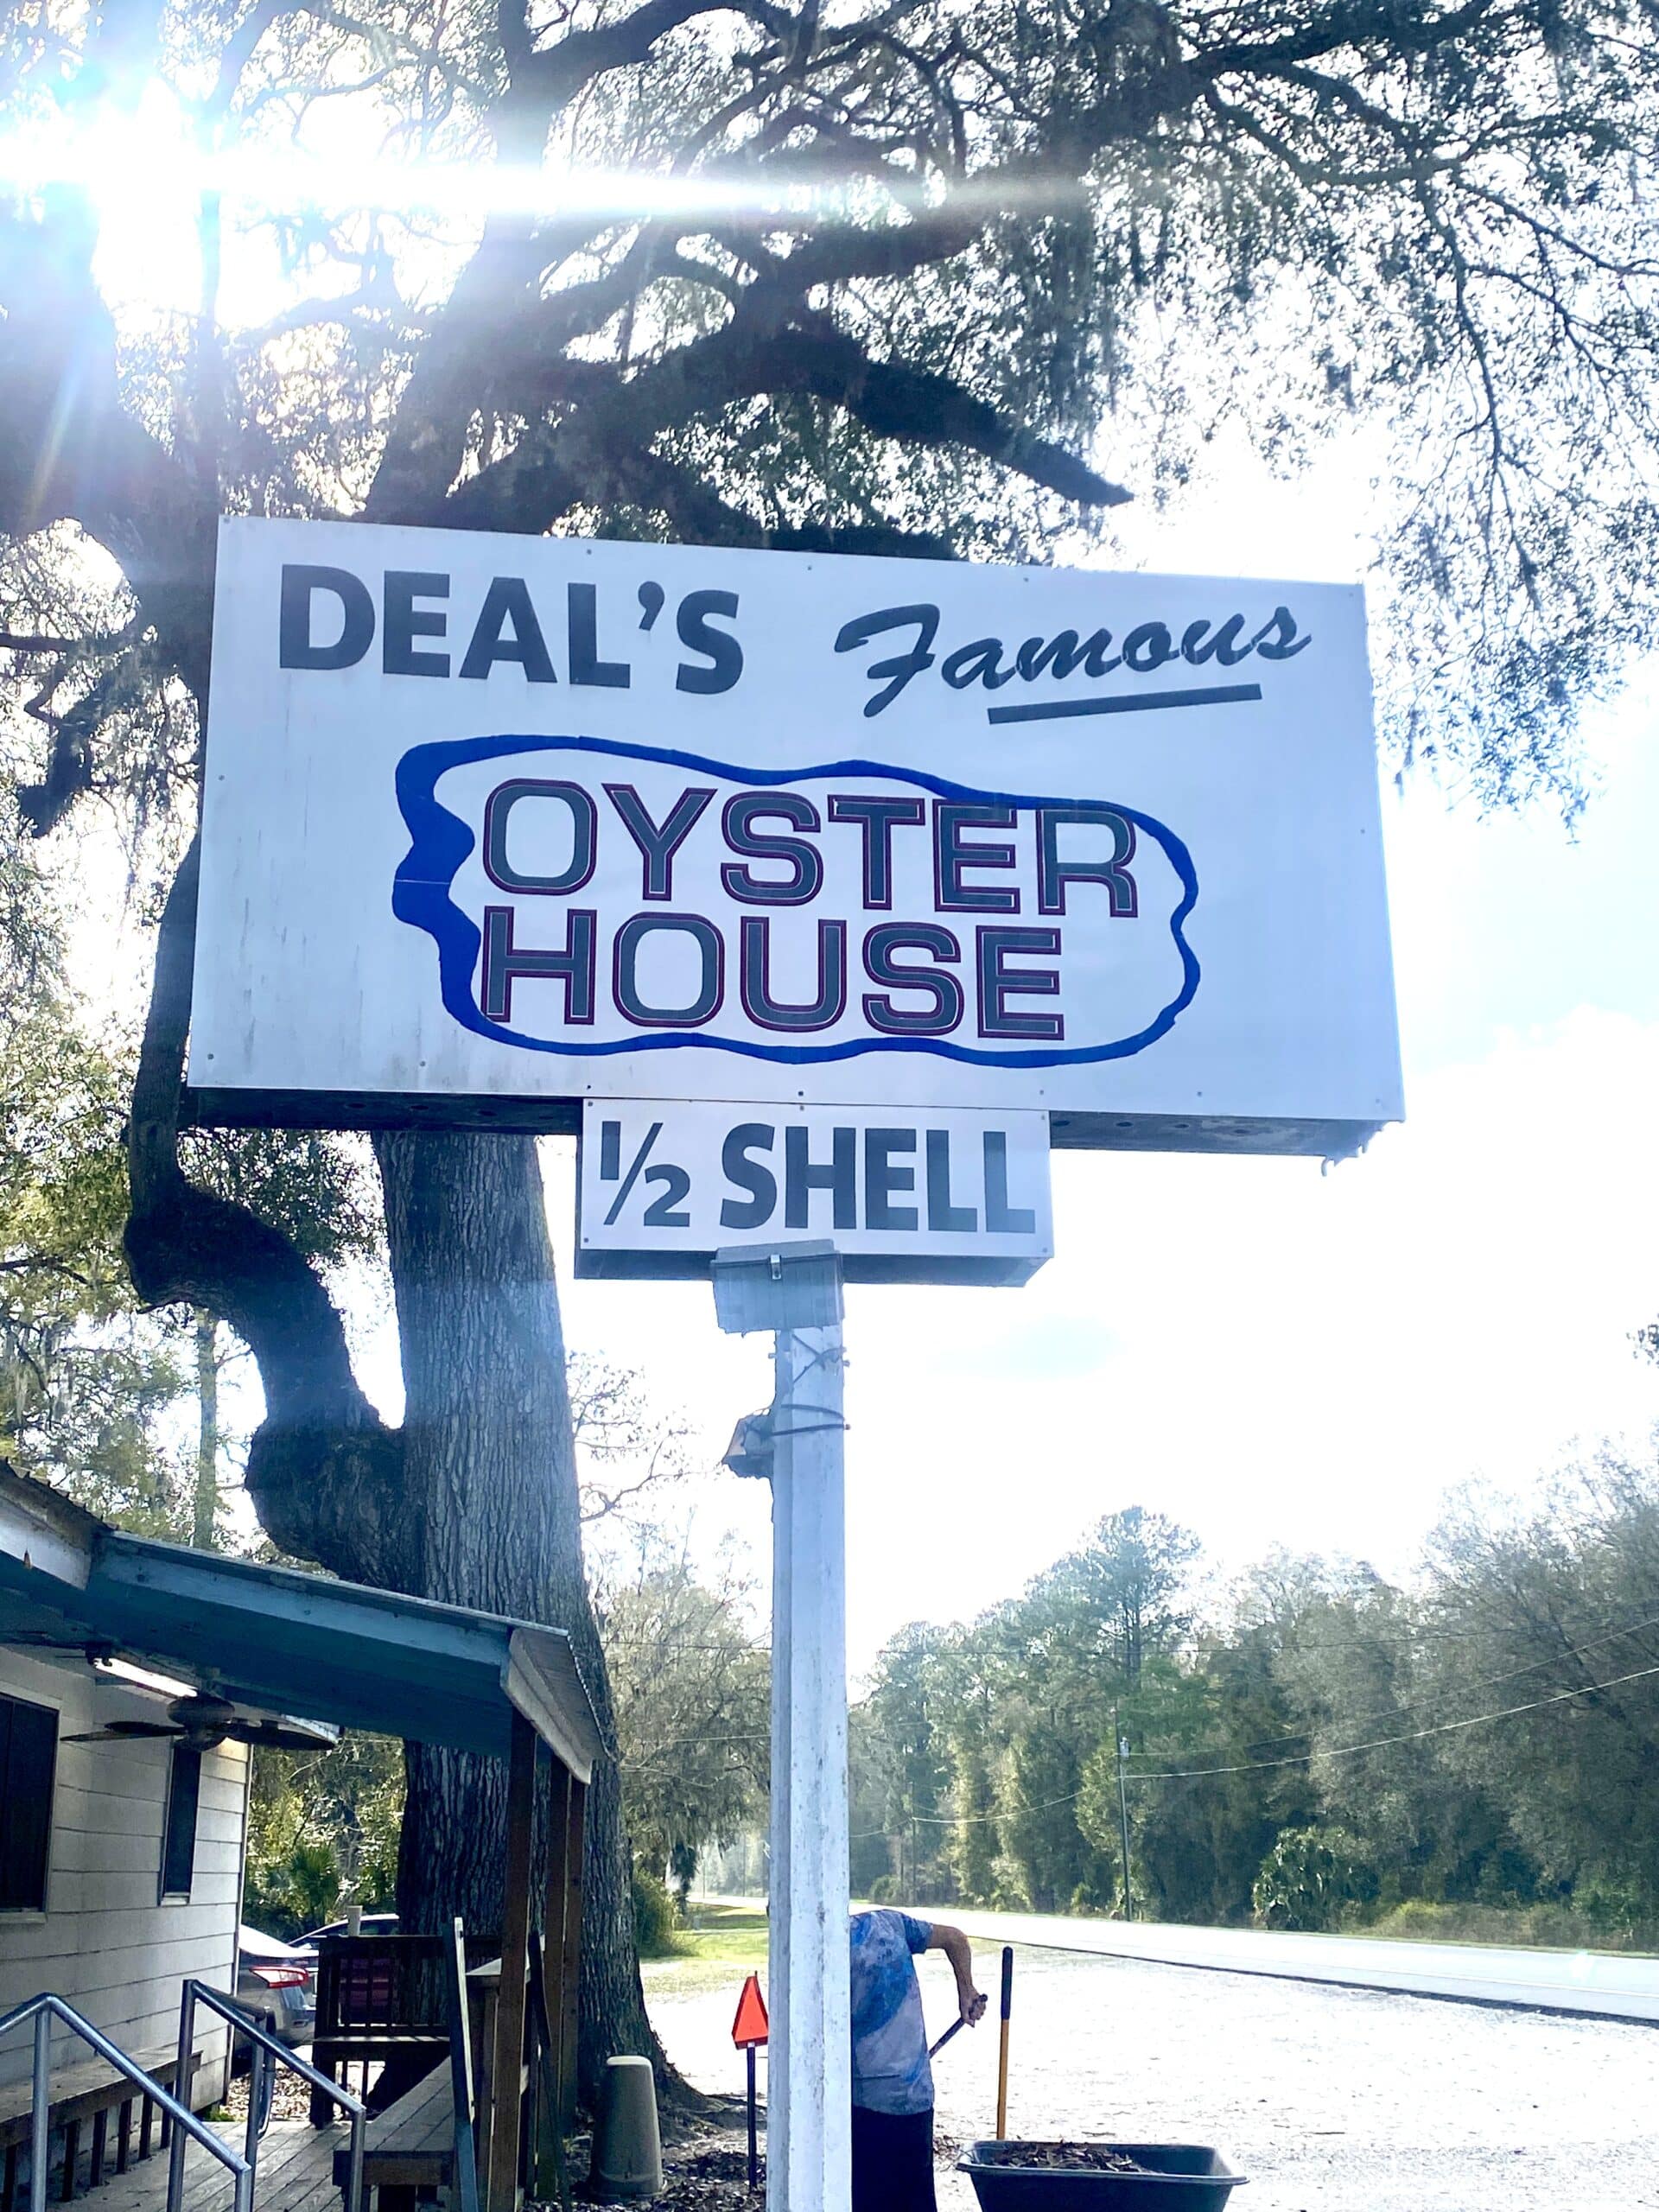 DEAL'S Famous
OYSTER
HOUSE
½ SHELL